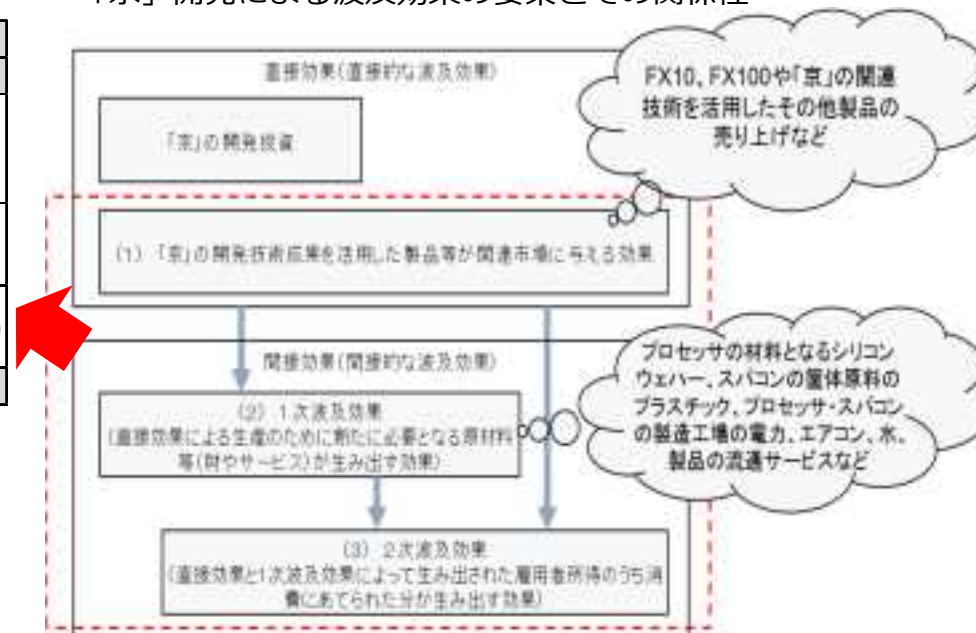 「京」開発による波及効果の要素とその関係性
直接効果(直接的な波及効果)
「京」の開発投資
FX10、FX100や「京」の関連
技術を活用したその他製品の
売り上げなど
(1) 「京」の開発技術成果を活用した製品等が関連市場に与える効果
間接効果(間接的な波及効果)
(2) 1次波及効果
(直接効果による生産のために新たに必要となる原材料
等(財やサービス)が生み出す効果)
プロセッサの材料となるシリコン
ウェハー、スパコンの筐体原料の
プラスチック、プロセッサ・スパコン
の製造工場の電力、エアコン、水、
製品の流通サービスなど
(3) 2次波及効果
(直接効果と1次波及効果によって生み出された雇用者所得のうち消
費にあてられた分が生み出す効果)